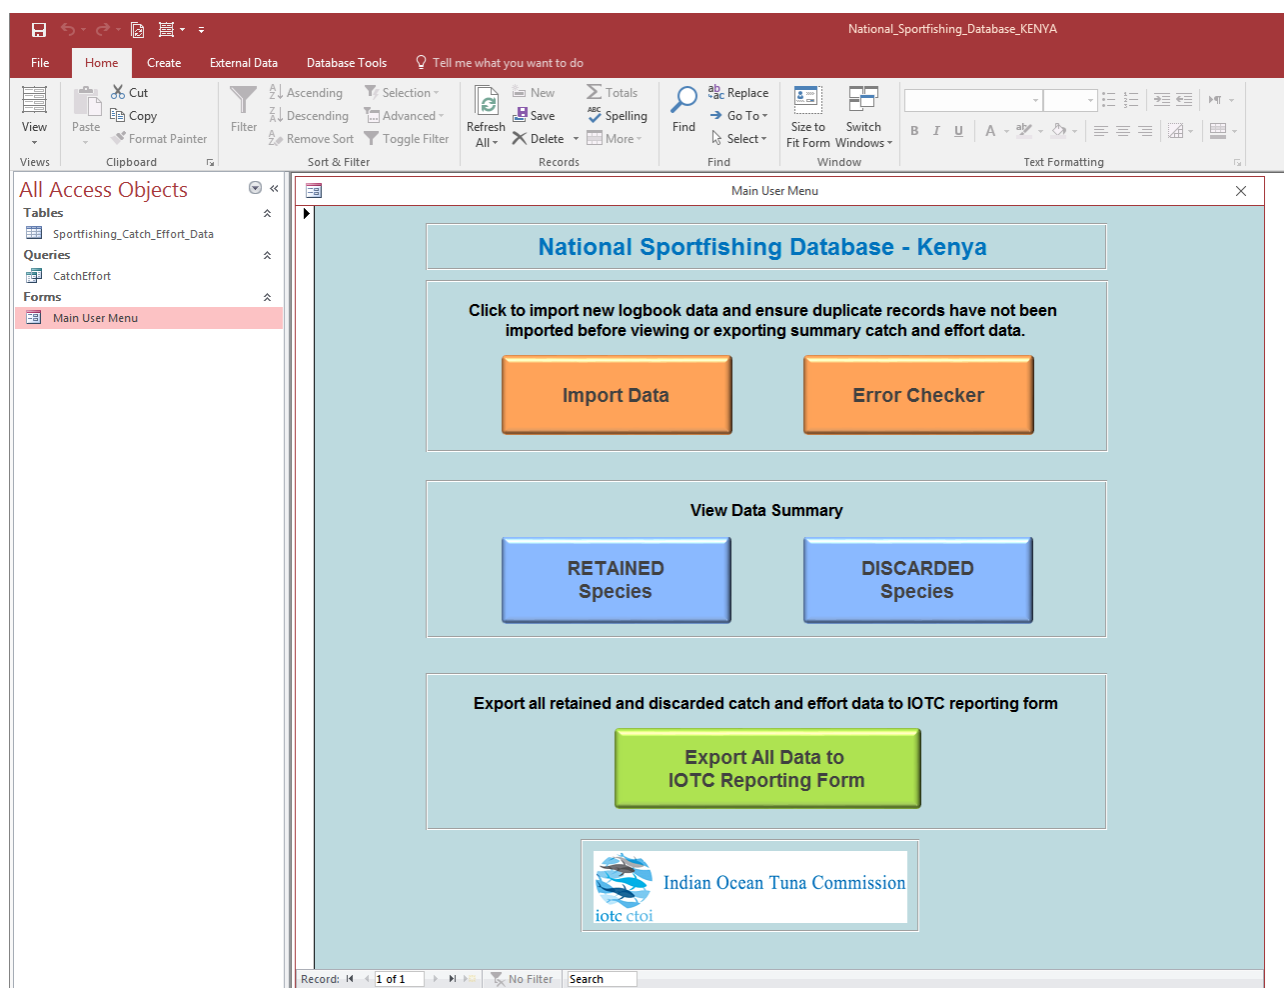 National_Sportfishing_Database_KENYA
File Home Create External Data Database Tools Tell me what you want to do
View
Views
Paste
Cut
Copy
Format Painter
Clipboard
Filter
Ascending
Descending
Remove Sort
Selection
Advanced
Toggle Filter
Sort & Filter
Refresh
All
New
Save
Delete
Totals
Spelling
More
Records
Find
Replace
Go To
Select
Find
Size to
Fit Form
Switch
Windows
Window
B I U A
Text Formatting
All Access Objects
Tables
Sportfishing_Catch_Effort_Data
Queries
CatchEffort
Forms
Main User Menu
Main User Menu
National Sportfishing Database - Kenya
Click to import new logbook data and ensure duplicate records have not been
imported before viewing or exporting summary catch and effort data.
Import Data
Error Checker
View Data Summary
RETAINED
Species
DISCARDED
Species
Export all retained and discarded catch and effort data to IOTC reporting form
Export All Data to
IOTC Reporting Form
iotc ctoi
Indian Ocean Tuna Commission
Record: 1 of 1 No Filter Search